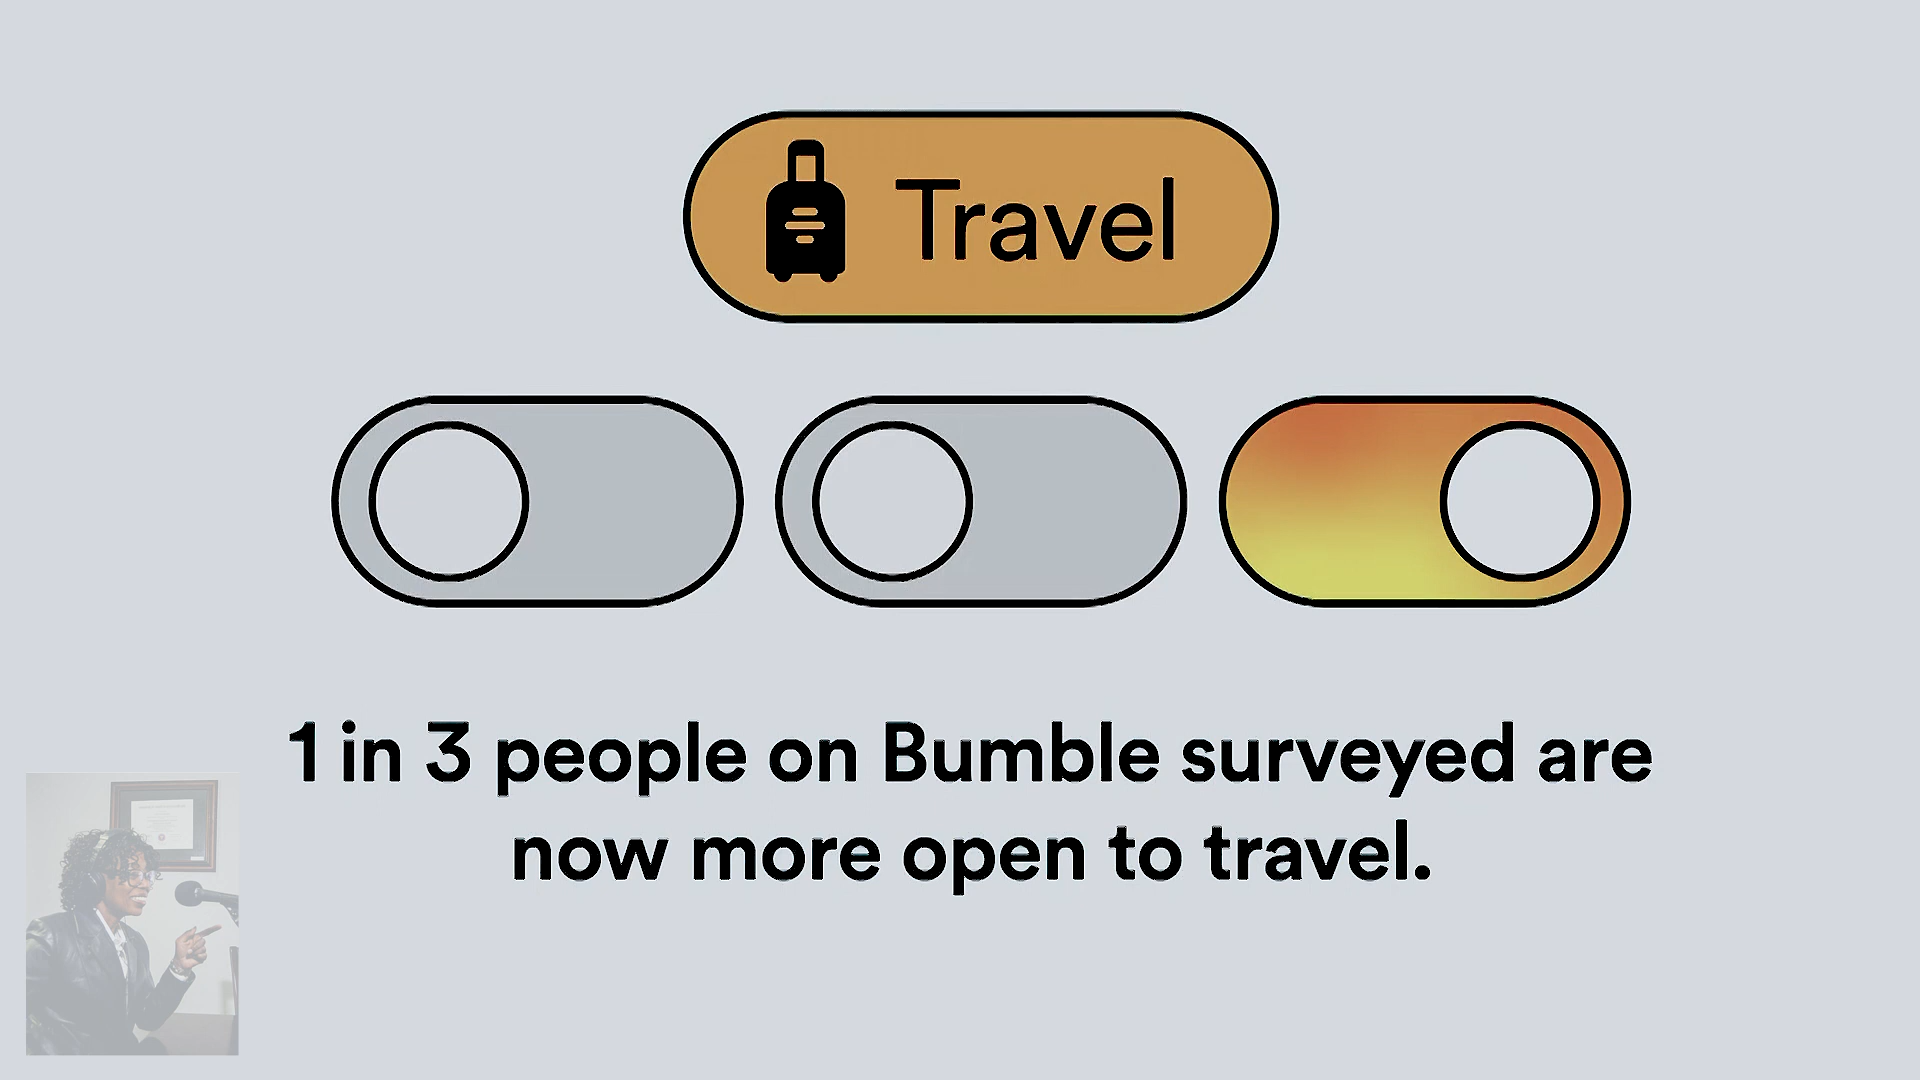 Travel
1 in 3 people on Bumble surveyed are
now more open to travel.